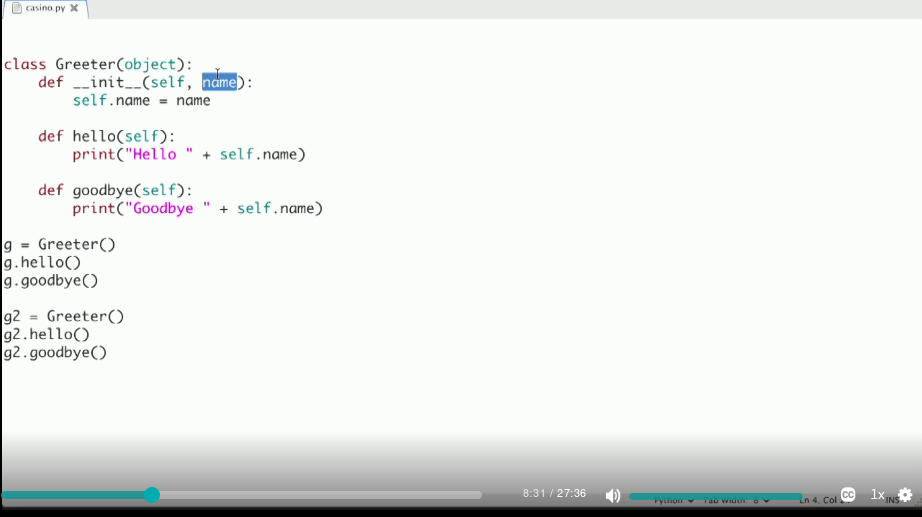 casino.py
class Greeter(object):
    def __init__(self, name):
        self.name = name
    def hello(self):
        print("Hello " + self.name)
    def goodbye(self):
        print("Goodbye " + self.name)
g = Greeter()
g.hello()
g.goodbye()
g2 = Greeter()
g2.hello()
g2.goodbye()
8:31 / 27:36
CC
1x
Python
Tab Width: 8
Ln 4, Col
INS